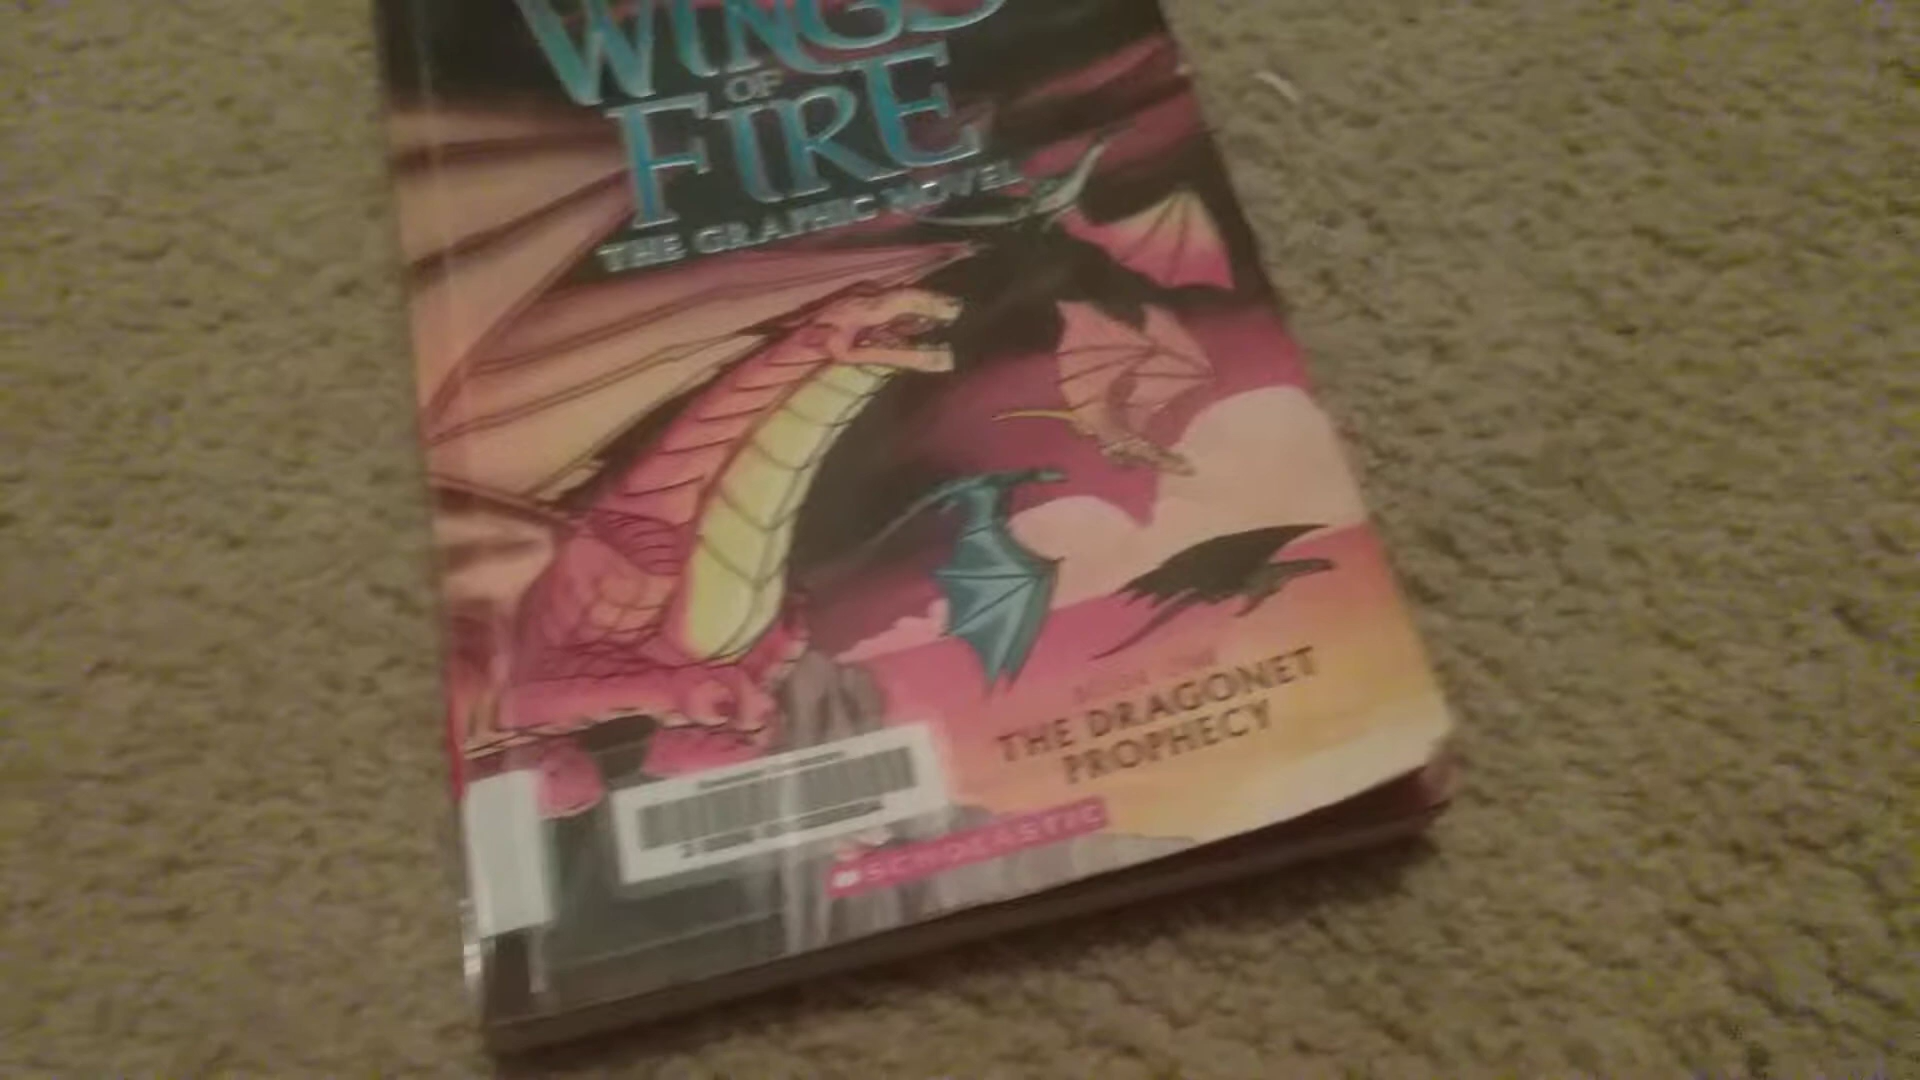 WINGS
OF
FIRE
THE GRAPHIC NOVEL
THE DRAGONET
PROPHECY
SCHOLASTIC